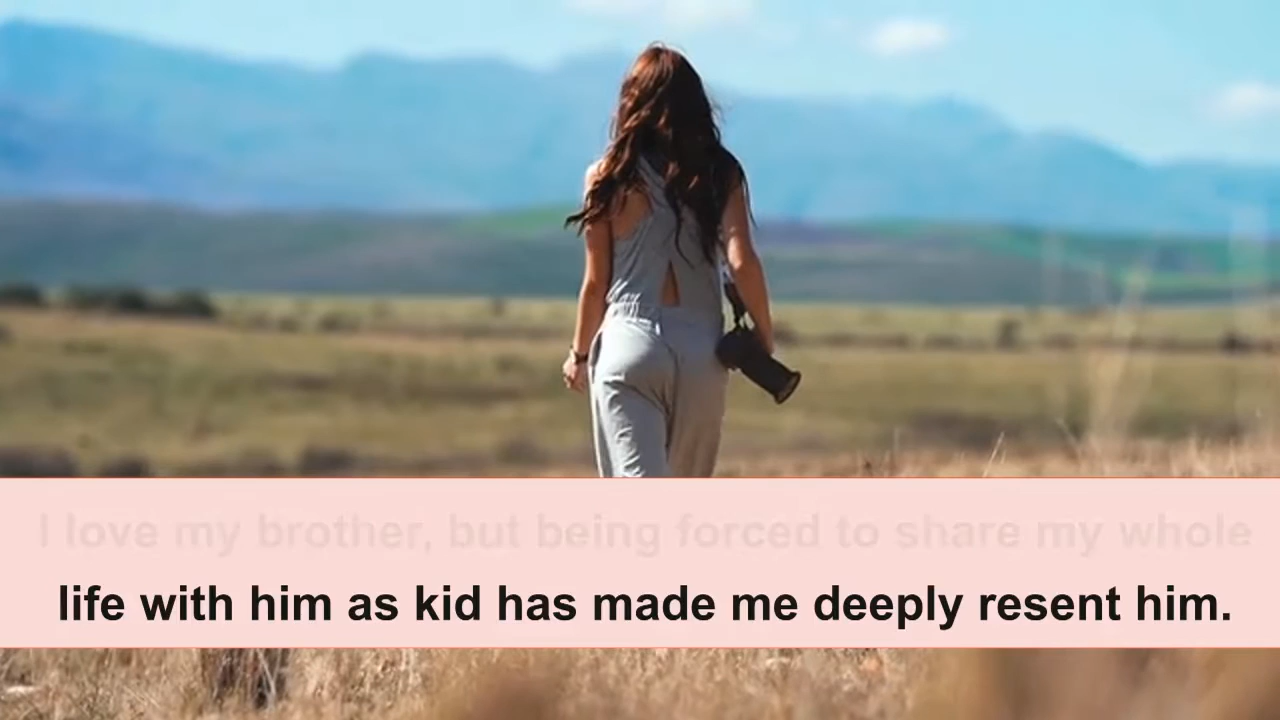 I love my brother, but being forced to share my whole
life with him as kid has made me deeply resent him.